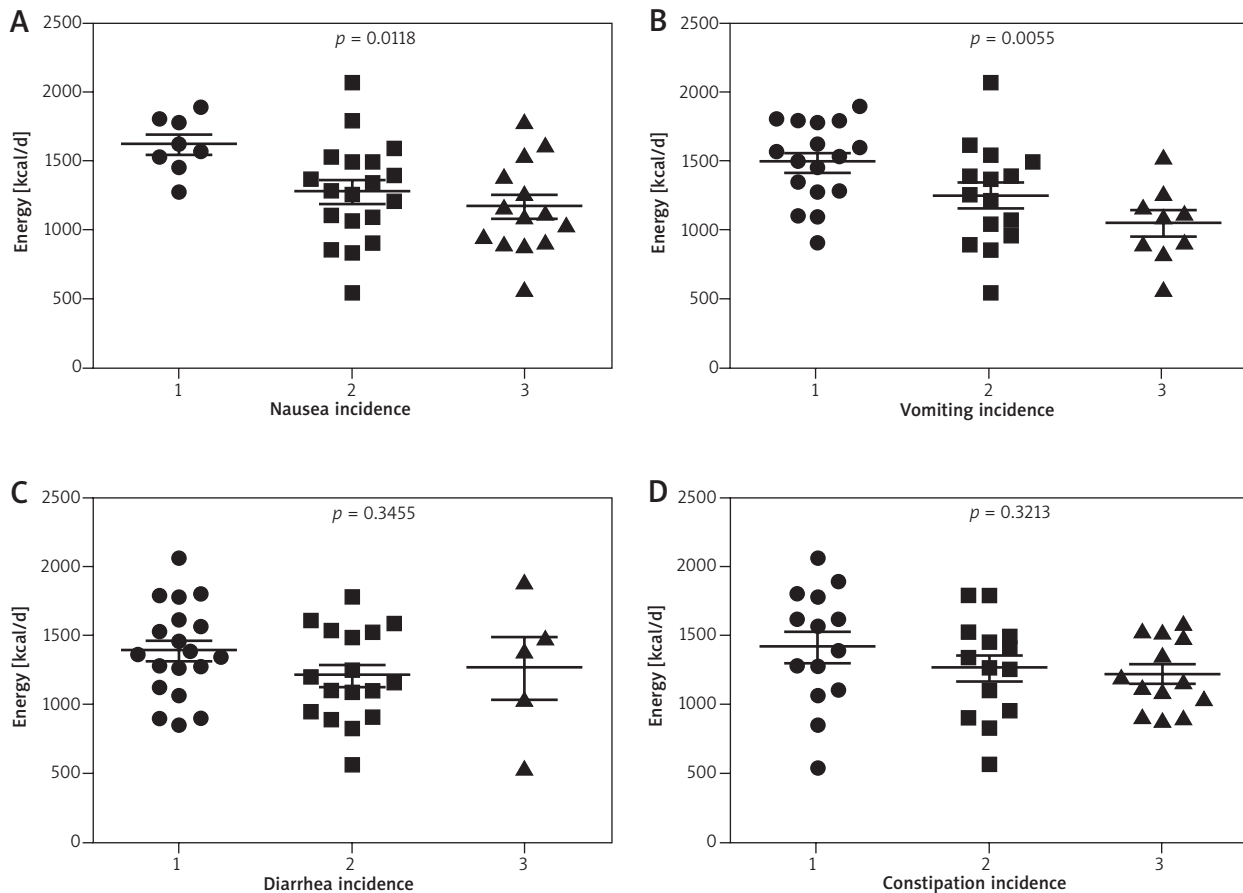 A
p = 0.0118
Energy [kcal/d]
2500
2000
1500
1000
500
0
1 2 3
Nausea incidence
B
p = 0.0055
Energy [kcal/d]
2500
2000
1500
1000
500
0
1 2 3
Vomiting incidence
C
p = 0.3455
Energy [kcal/d]
2500
2000
1500
1000
500
0
1 2 3
Diarrhea incidence
D
p = 0.3213
Energy [kcal/d]
2500
2000
1500
1000
500
0
1 2 3
Constipation incidence